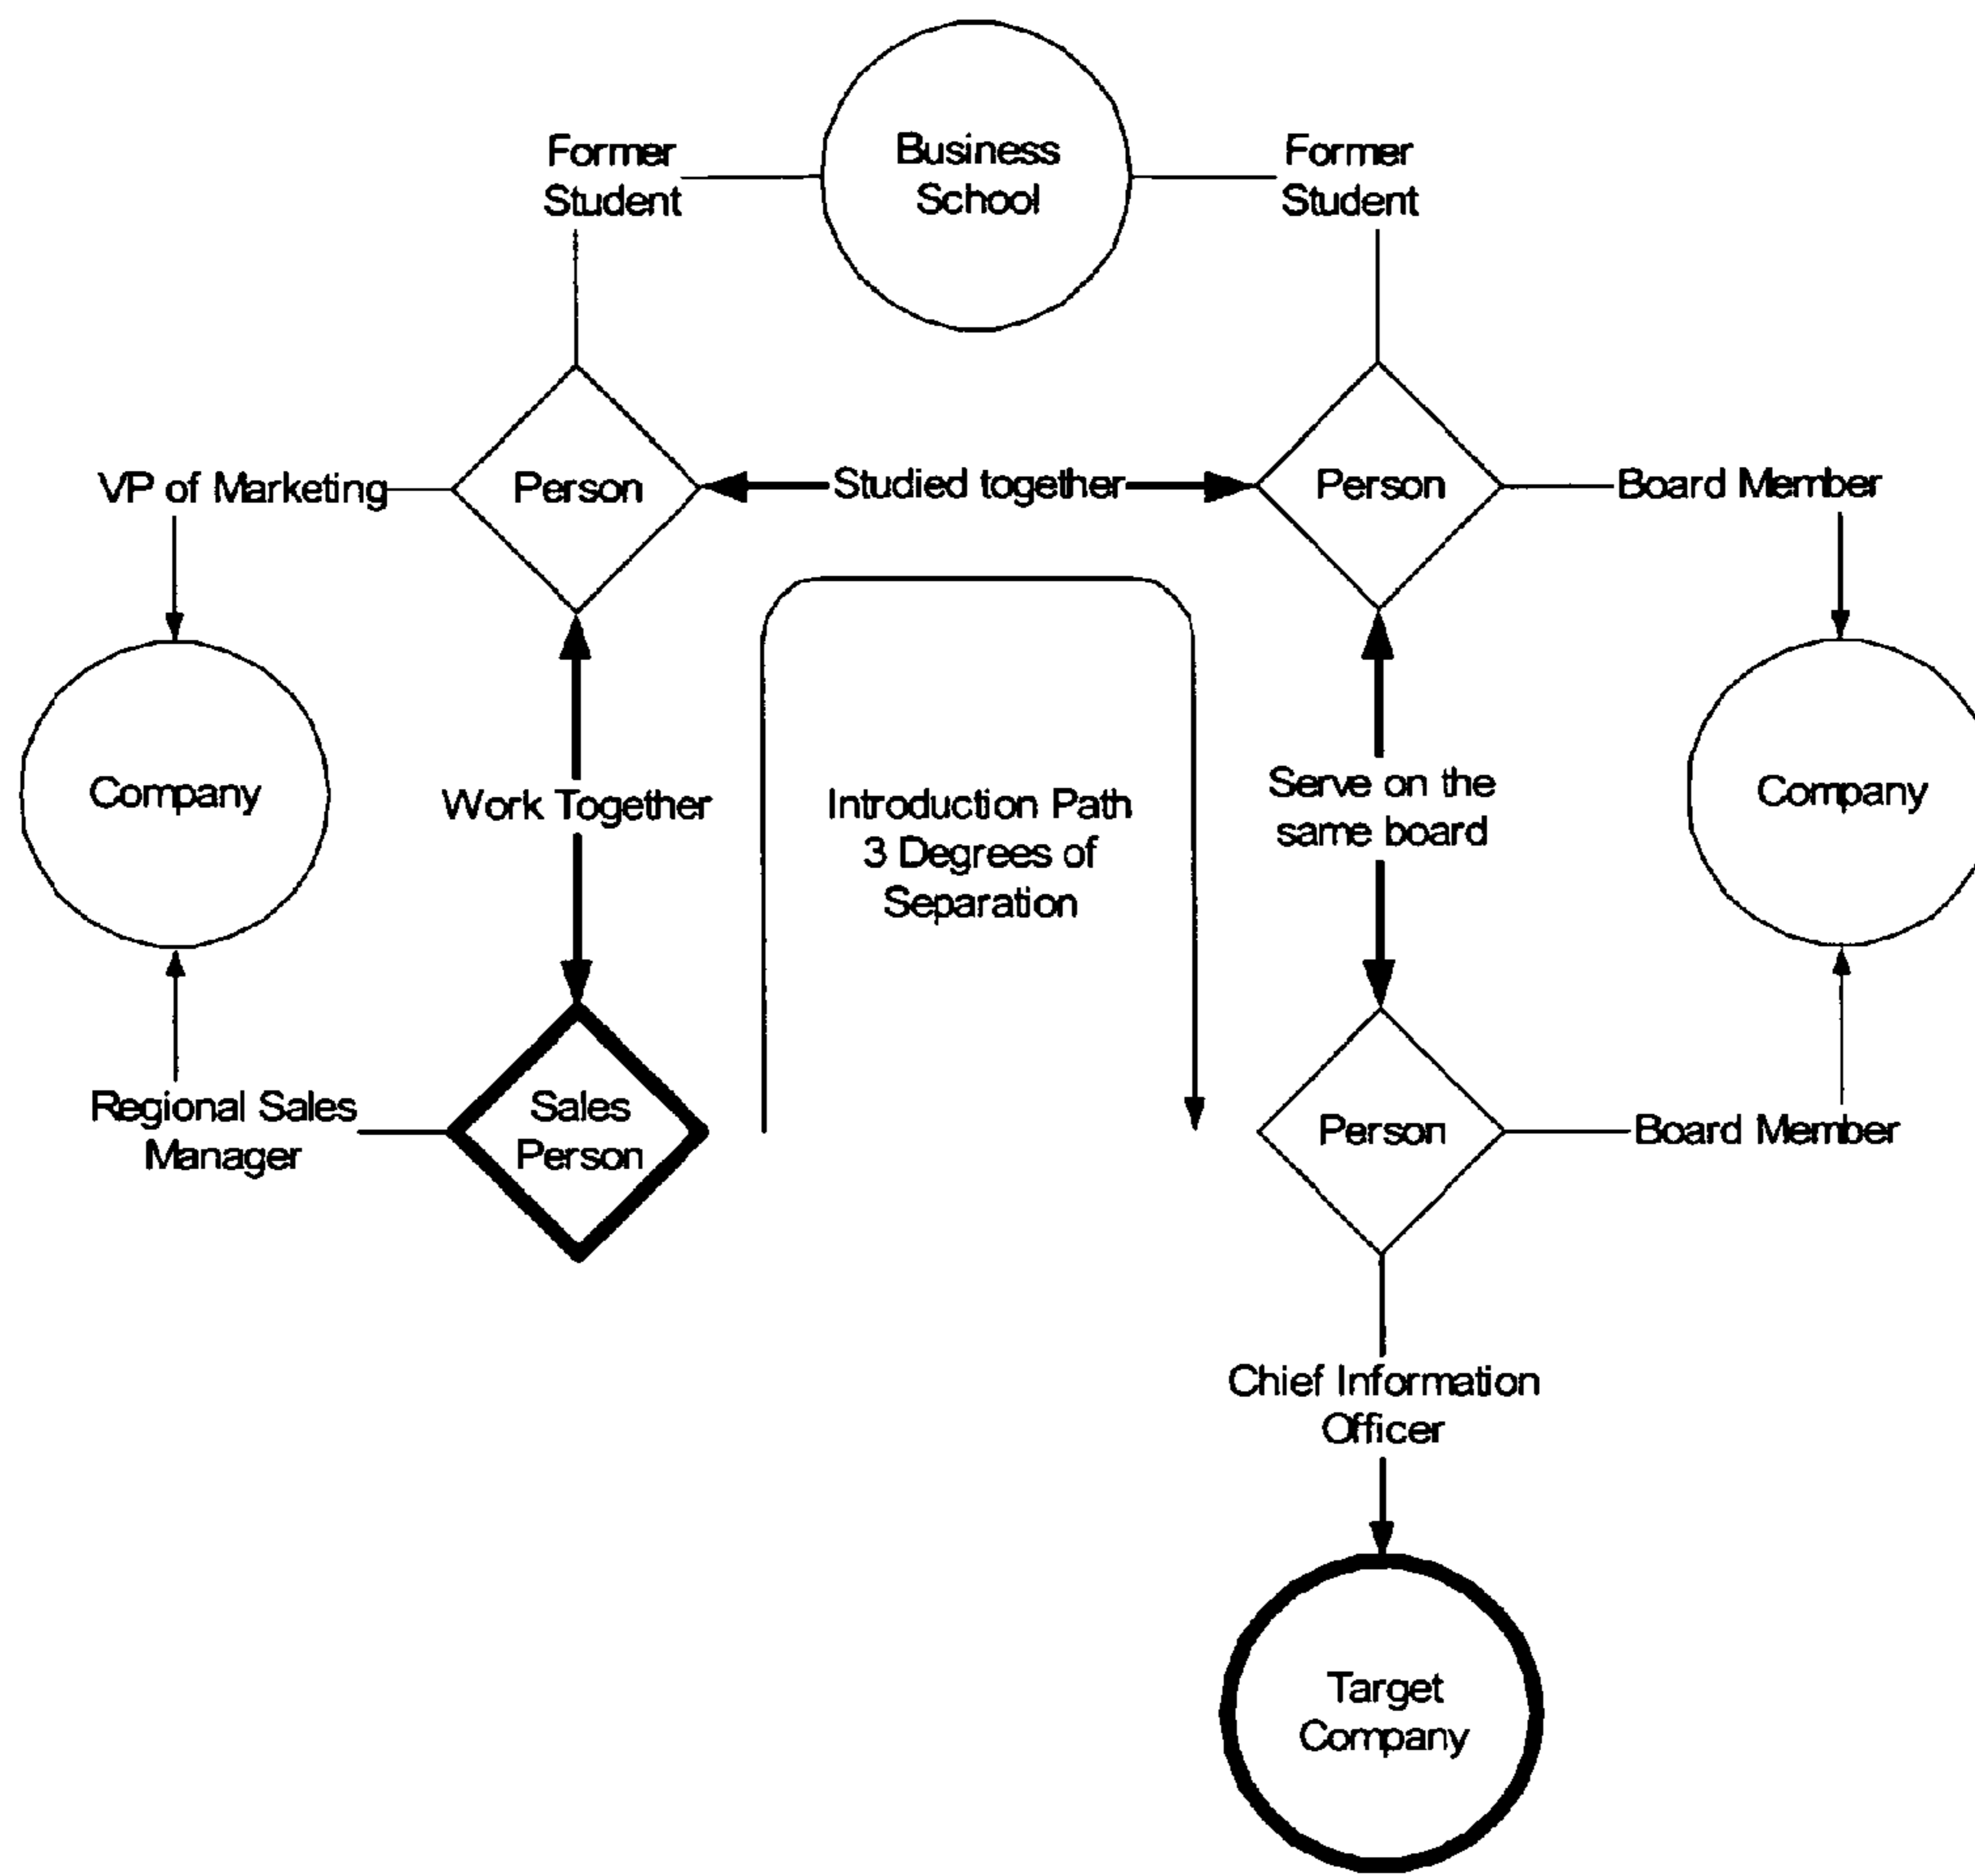 Former
Student
Business
School
Former
Student
VP of Marketing
Person
Studied together
Person
Board Member
Company
Work Together
Introduction Path
3 Degrees of
Separation
Serve on the
same board
Company
Regional Sales
Manager
Sales
Person
Person
Board Member
Chief Information
Officer
Target
Company